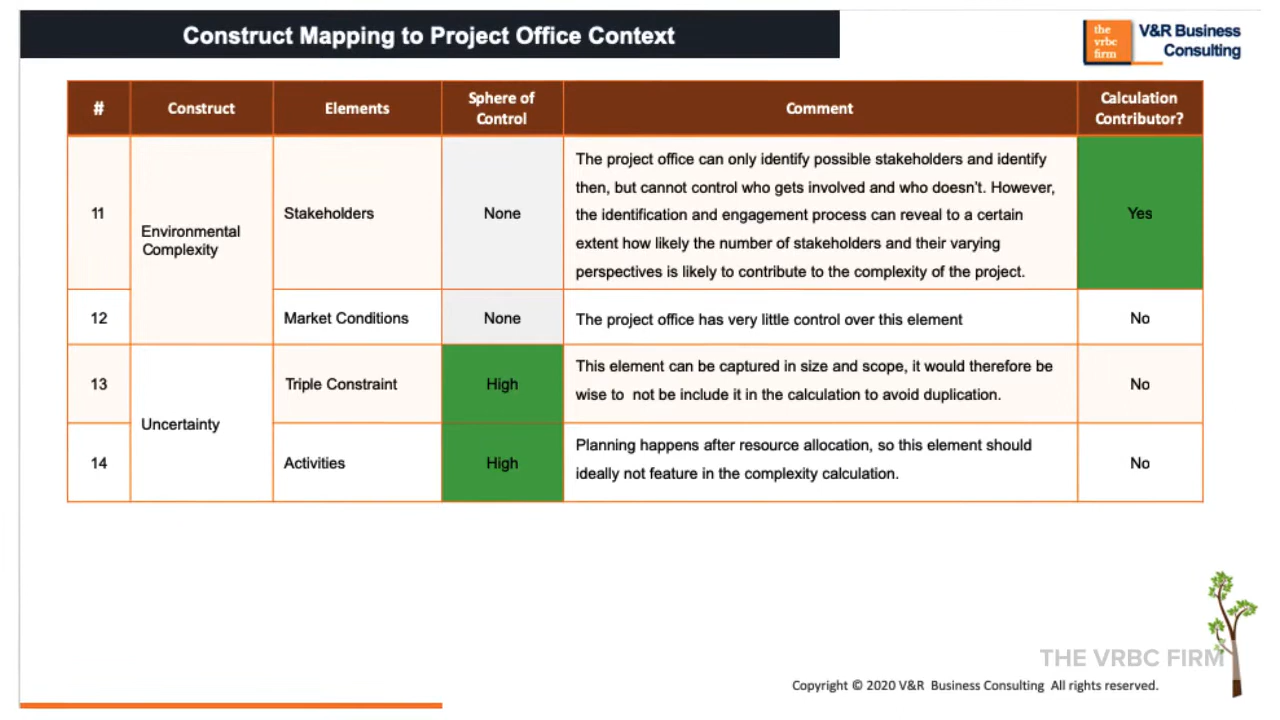 Construct Mapping to Project Office Context
the
vrbc
firm
V&R Business
Consulting
#
Construct
Elements
Sphere of
Control
Comment
Calculation
Contributor?
11
Environmental
Complexity
Stakeholders
None
The project office can only identify possible stakeholders and identify
then, but cannot control who gets involved and who doesn't. However,
the identification and engagement process can reveal to a certain
extent how likely the number of stakeholders and their varying
perspectives is likely to contribute to the complexity of the project.
Yes
12
Market Conditions
None
The project office has very little control over this element
No
13
Uncertainty
Triple Constraint
High
This element can be captured in size and scope, it would therefore be
wise to  not be include it in the calculation to avoid duplication.
No
14
Activities
High
Planning happens after resource allocation, so this element should
ideally not feature in the complexity calculation.
No
THE VRBC FIRM
Copyright © 2020 V&R  Business Consulting  All rights reserved.